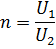 n = U₁/U₂